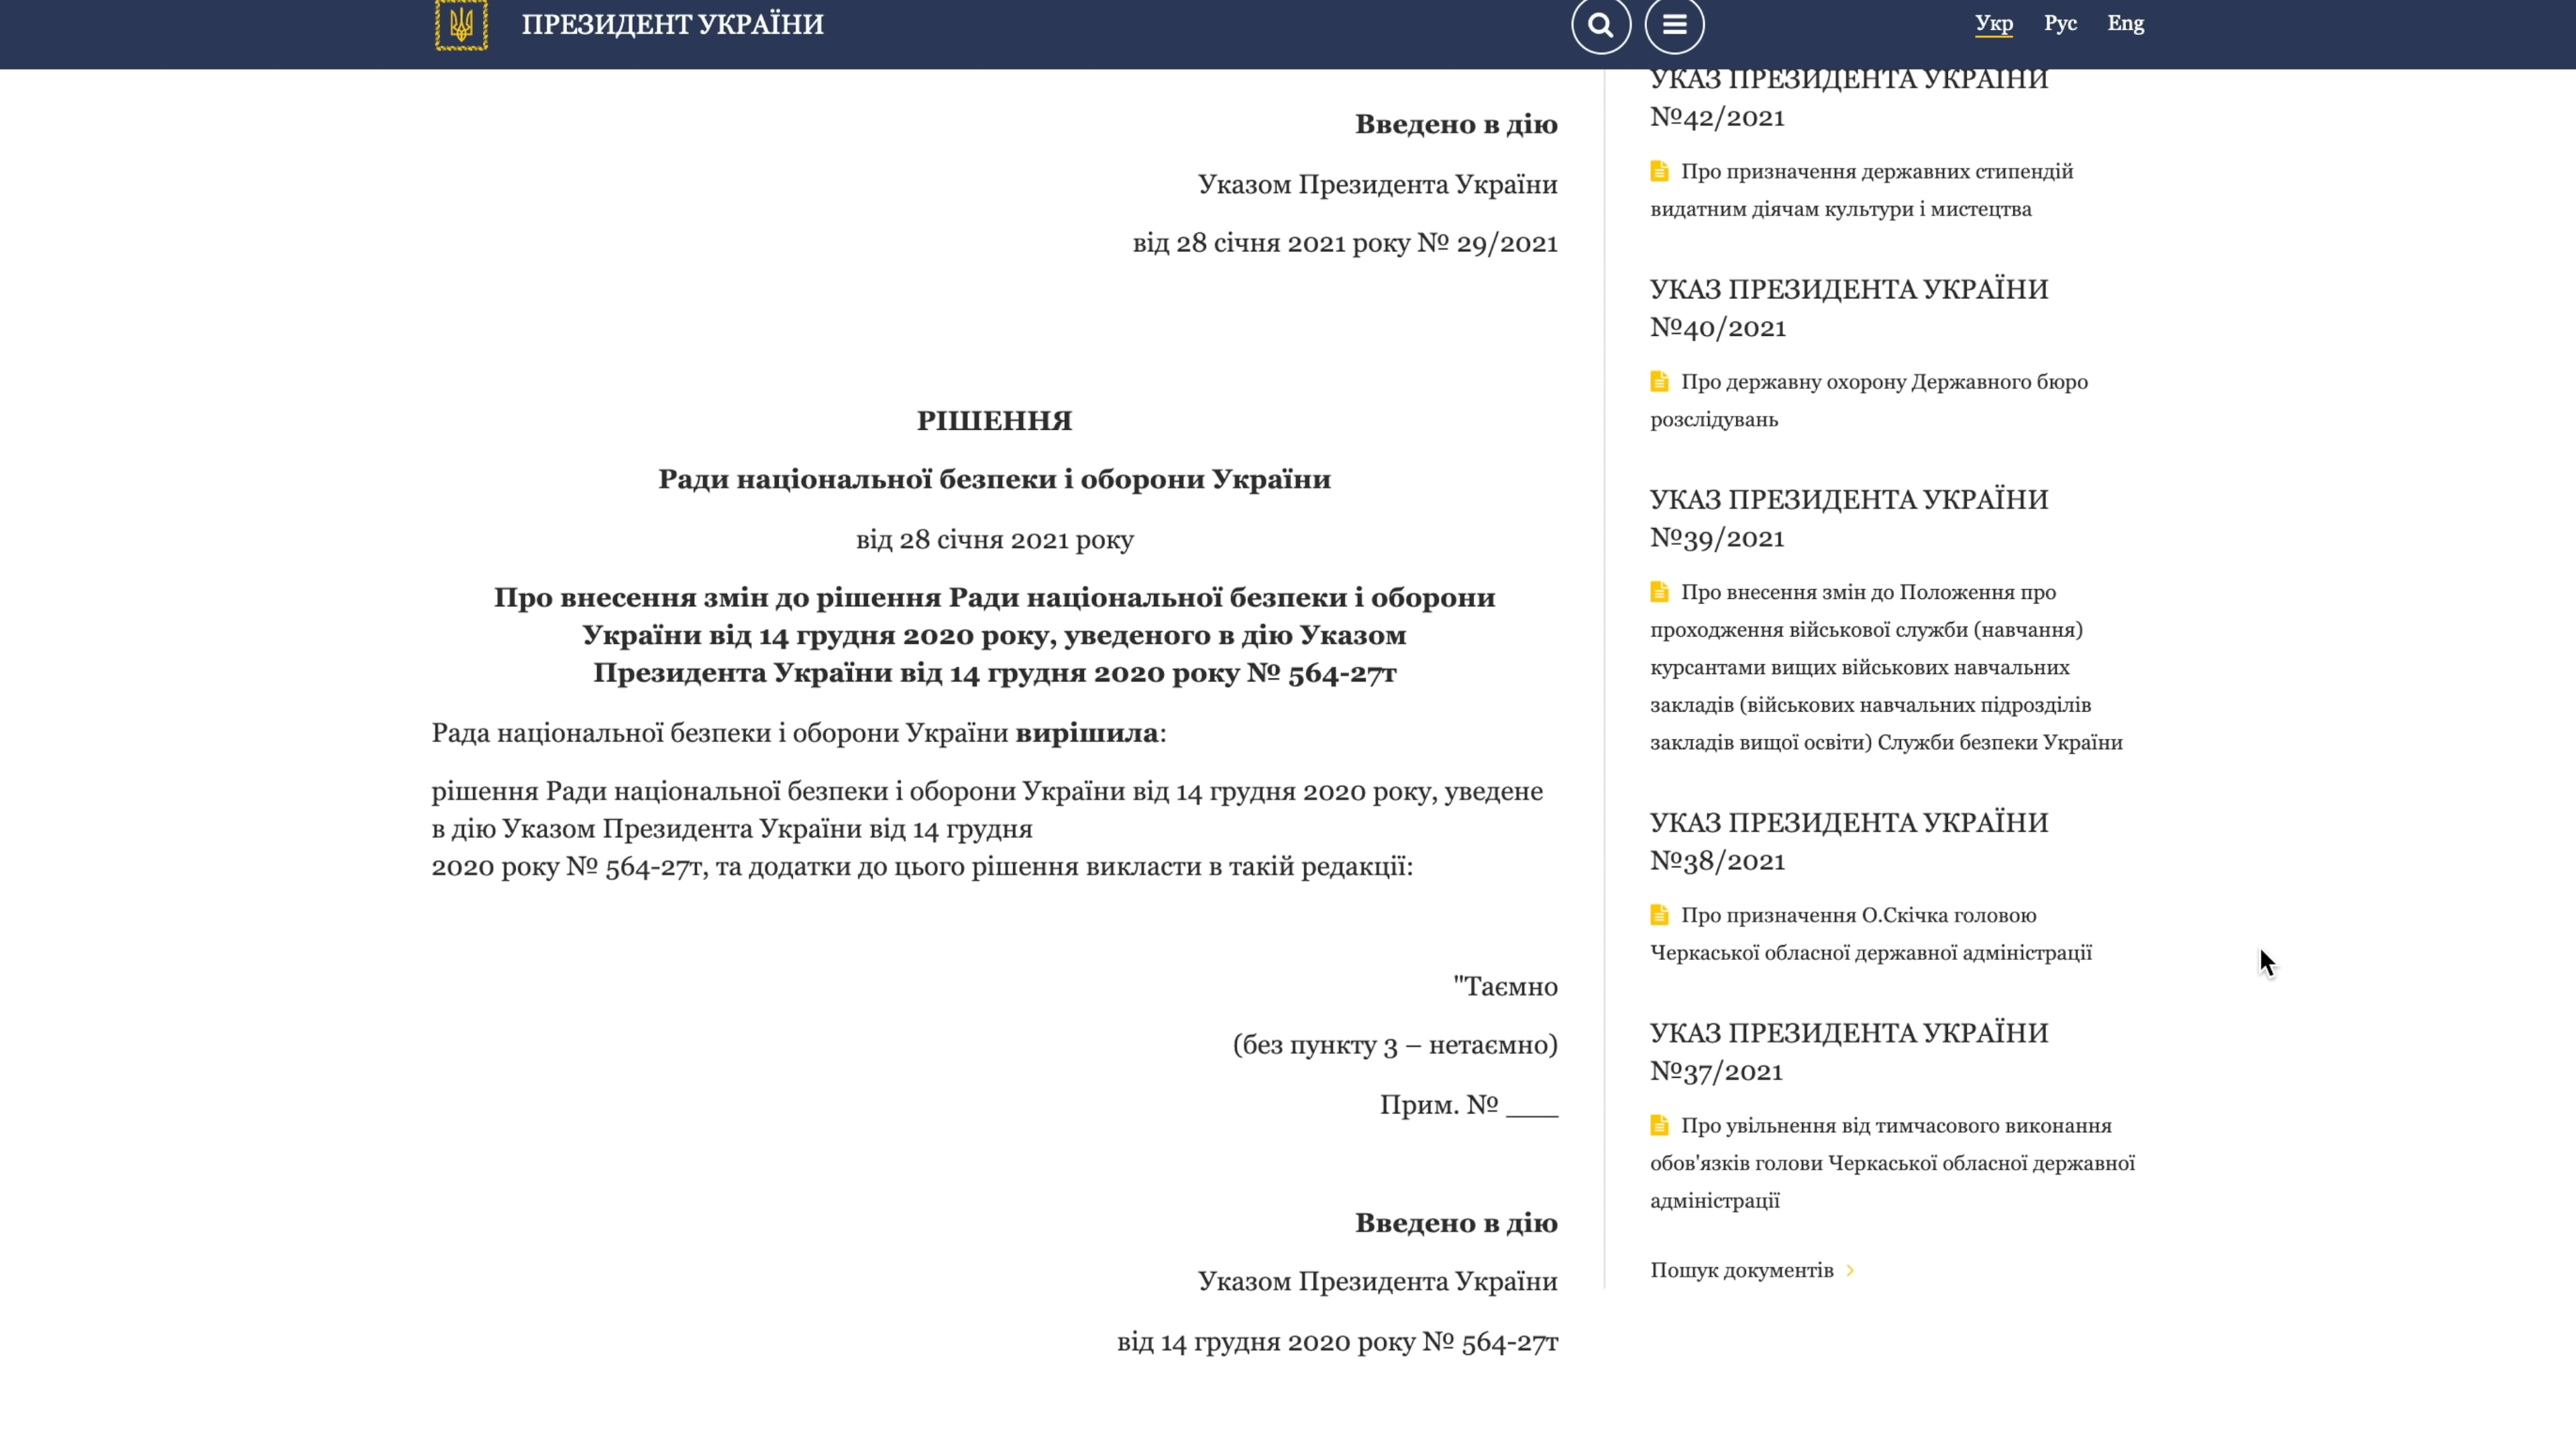 ПРЕЗИДЕНТ УКРАЇНИ
Укр Рус Eng
Введено в дію
Указом Президента України
від 28 січня 2021 року № 29/2021
РІШЕННЯ
Ради національної безпеки і оборони України
від 28 січня 2021 року
Про внесення змін до рішення Ради національної безпеки і оборони
України від 14 грудня 2020 року, уведеного в дію Указом
Президента України від 14 грудня 2020 року № 564-27т
Рада національної безпеки і оборони України вирішила:
рішення Ради національної безпеки і оборони України від 14 грудня 2020 року, уведене
в дію Указом Президента України від 14 грудня
2020 року № 564-27т, та додатки до цього рішення викласти в такій редакції:
"Таємно
(без пункту 3 – нетаємно)
Прим. № ___
Введено в дію
Указом Президента України
від 14 грудня 2020 року № 564-27т
УКАЗ ПРЕЗИДЕНТА УКРАЇНИ
№42/2021
Про призначення державних стипендій
видатним діячам культури і мистецтва
УКАЗ ПРЕЗИДЕНТА УКРАЇНИ
№40/2021
Про державну охорону Державного бюро
розслідувань
УКАЗ ПРЕЗИДЕНТА УКРАЇНИ
№39/2021
Про внесення змін до Положення про
проходження військової служби (навчання)
курсантами вищих військових навчальних
закладів (військових навчальних підрозділів
закладів вищої освіти) Служби безпеки України
УКАЗ ПРЕЗИДЕНТА УКРАЇНИ
№38/2021
Про призначення О.Скічка головою
Черкаської обласної державної адміністрації
УКАЗ ПРЕЗИДЕНТА УКРАЇНИ
№37/2021
Про увільнення від тимчасового виконання
обов'язків голови Черкаської обласної державної
адміністрації
Пошук документів